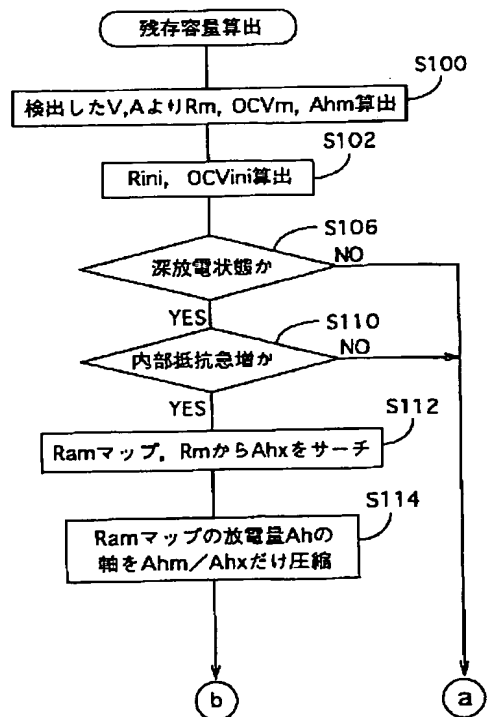 残存容量算出
S100
検出したV,AよりRm, OCVm, Ahm算出
S102
Rini, OCVini算出
S106
深放電状態か
NO
YES
S110
内部抵抗急増か
NO
YES
S112
Ramマップ, RmからAhxをサーチ
S114
Ramマップの放電量Ahの
軸をAhm／Ahxだけ圧縮
b
a